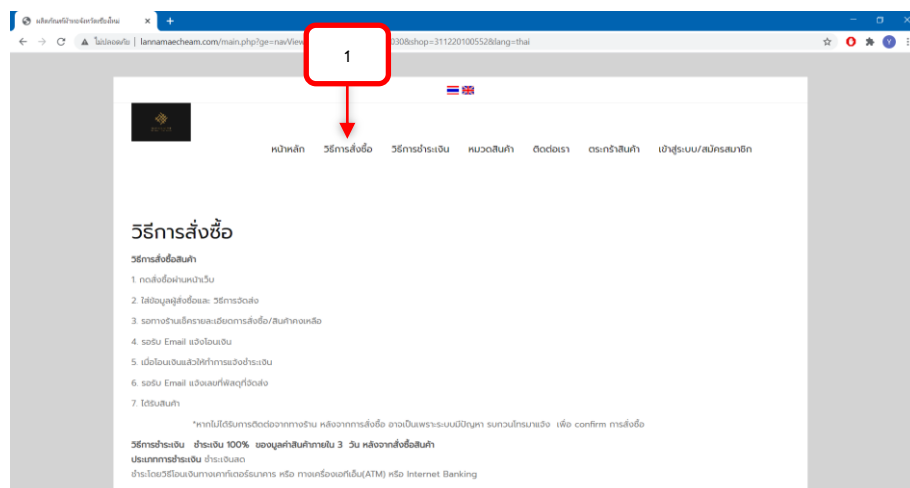 ผลิตภัณฑ์ผ้าทอจังหวัดเชียงใหม่
ไม่ปลอดภัย | lannamaecheam.com/main.php?ge=navView
030&shop=311220100552&lang=thai
1
หน้าหลัก วิธีการสั่งซื้อ วิธีการชำระเงิน หมวดสินค้า ติดต่อเรา ตระกร้าสินค้า เข้าสู่ระบบ/สมัครสมาชิก
วิธีการสั่งซื้อ
วิธีการสั่งซื้อสินค้า
1. กดสั่งซื้อผ่านหน้าเว็บ
2. ใส่ข้อมูลผู้สั่งซื้อและ วิธีการจัดส่ง
3. รอทางร้านเช็ครายละเอียดการสั่งซื้อ/สินค้าคงเหลือ
4. รอรับ Email แจ้งโอนเงิน
5. เมื่อโอนเงินแล้วให้ทำการแจ้งชำระเงิน
6. รอรับ Email แจ้งเลขที่พัสดุที่จัดส่ง
7. ได้รับสินค้า
*หากไม่ได้รับการติดต่อจากทางร้าน หลังจากการสั่งซื้อ อาจเป็นเพราะระบบมีปัญหา รบกวนโทรมาแจ้ง เพื่อ confirm การสั่งซื้อ
วิธีการชำระเงิน ชำระเงิน 100% ของมูลค่าสินค้าภายใน 3 วัน หลังจากสั่งซื้อสินค้า
ประเภทการชำระเงิน ชำระเงินสด
ชำระโดยวิธีโอนเงินทางเคาท์เตอร์ธนาคาร หรือ ทางเครื่องเอทีเอ็ม(ATM) หรือ Internet Banking